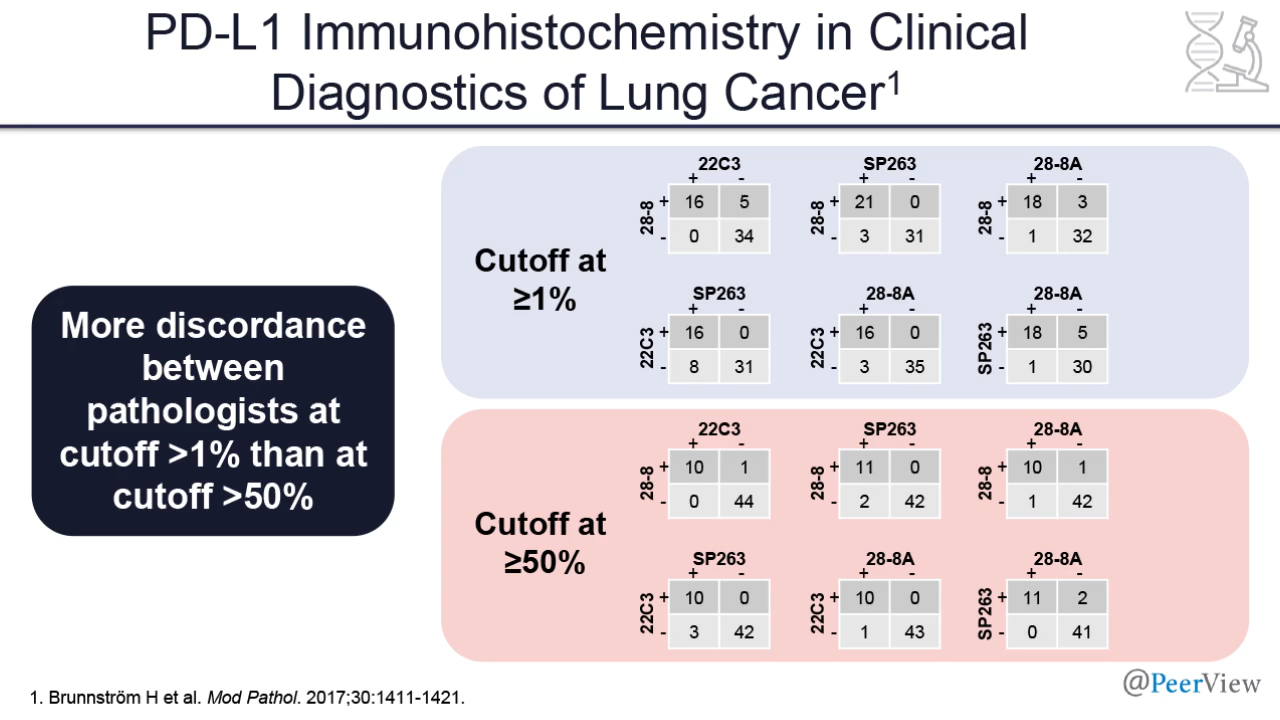 PD-L1 Immunohistochemistry in Clinical
Diagnostics of Lung Cancer1
More discordance
between
pathologists at
cutoff >1% than at
cutoff >50%
Cutoff at
≥1%
22C3
+ -
28-8
+ 16 5
- 0 34
SP263
+ -
28-8
+ 21 0
- 3 31
28-8A
+ -
28-8
+ 18 3
- 1 32
SP263
+ -
22C3
+ 16 0
- 8 31
28-8A
+ -
22C3
+ 16 0
- 3 35
28-8A
+ -
SP263
+ 18 5
- 1 30
Cutoff at
≥50%
22C3
+ -
28-8
+ 10 1
- 0 44
SP263
+ -
28-8
+ 11 0
- 2 42
28-8A
+ -
28-8
+ 10 1
- 1 42
SP263
+ -
22C3
+ 10 0
- 3 42
28-8A
+ -
22C3
+ 10 0
- 1 43
28-8A
+ -
SP263
+ 11 2
- 0 41
1. Brunnström H et al. Mod Pathol. 2017;30:1411-1421.
@PeerView